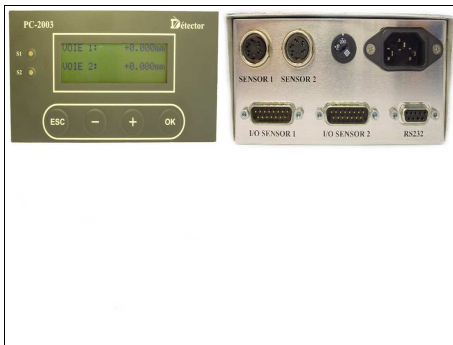 PC-2003
Détector
S1
VOIE 1: +0.000mm
S2
VOIE 2: +0.000mm
ESC - + OK
SENSOR 1 SENSOR 2
I/O SENSOR 1 I/O SENSOR 2 RS232